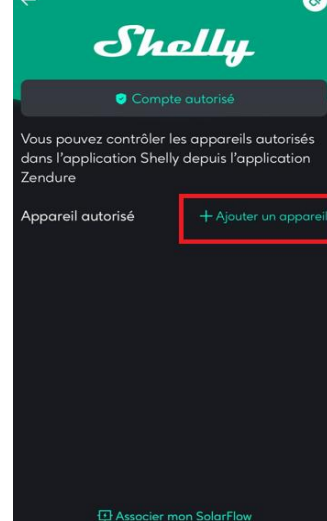 Shelly
Compte autorisé
Vous pouvez contrôler les appareils autorisés
dans l'application Shelly depuis l'application
Zendure
Appareil autorisé
+ Ajouter un appareil
Associer mon SolarFlow